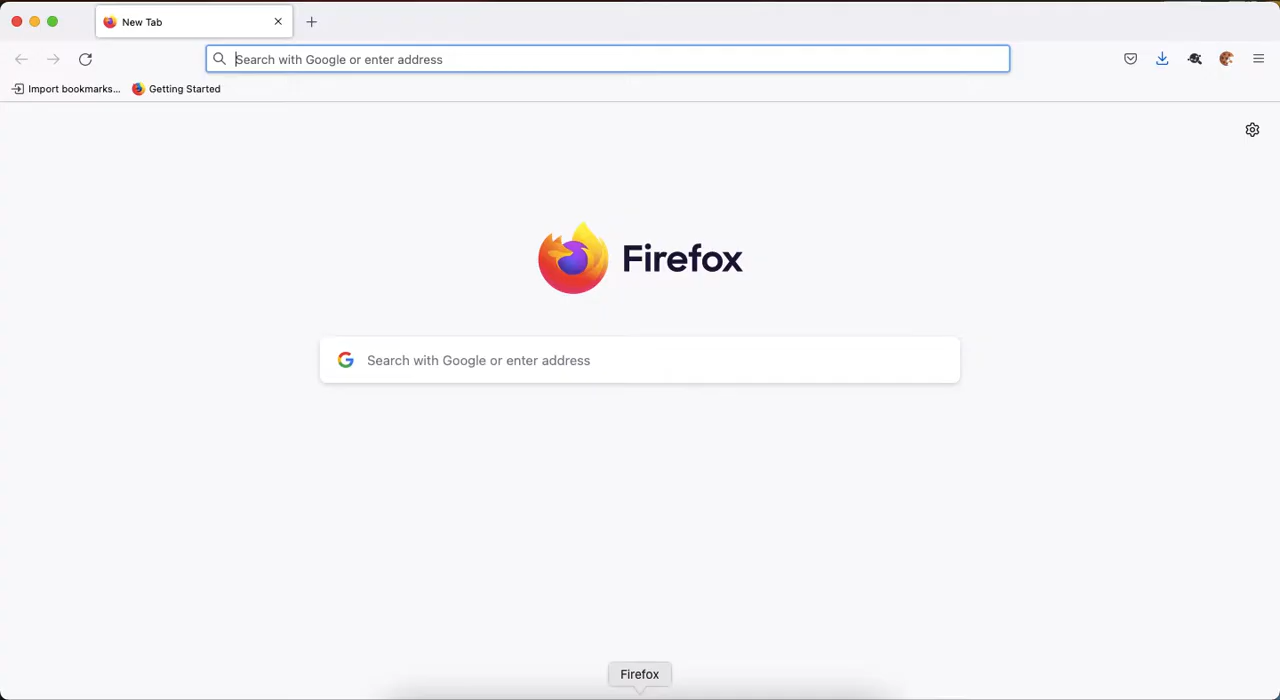 New Tab
Search with Google or enter address
Import bookmarks...
Getting Started
Firefox
Search with Google or enter address
Firefox